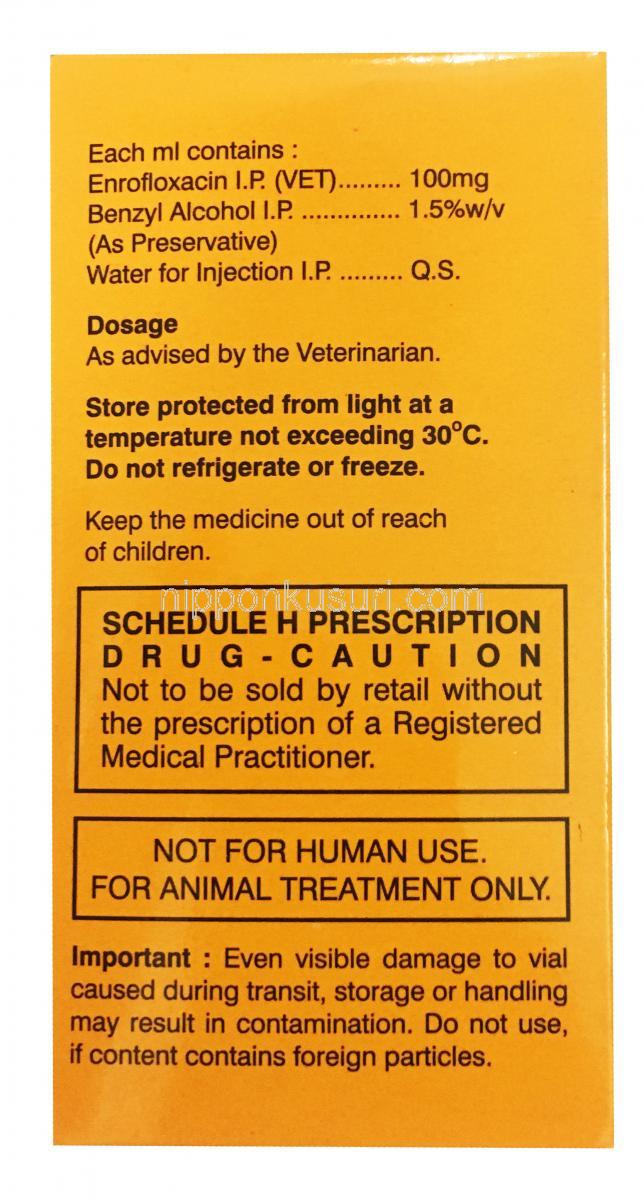 Each ml contains :
Enrofloxacin I.P. (VET)......... 100mg
Benzyl Alcohol I.P. .............. 1.5%w/v
(As Preservative)
Water for Injection I.P. ......... Q.S.
Dosage
As advised by the Veterinarian.
Store protected from light at a
temperature not exceeding 30°C.
Do not refrigerate or freeze.
Keep the medicine out of reach
of children.
nipponkusuri.com
SCHEDULE H PRESCRIPTION
DRUG-CAUTION
Not to be sold by retail without
the prescription of a Registered
Medical Practitioner.
NOT FOR HUMAN USE.
FOR ANIMAL TREATMENT ONLY.
Important : Even visible damage to vial
caused during transit, storage or handling
may result in contamination. Do not use,
if content contains foreign particles.